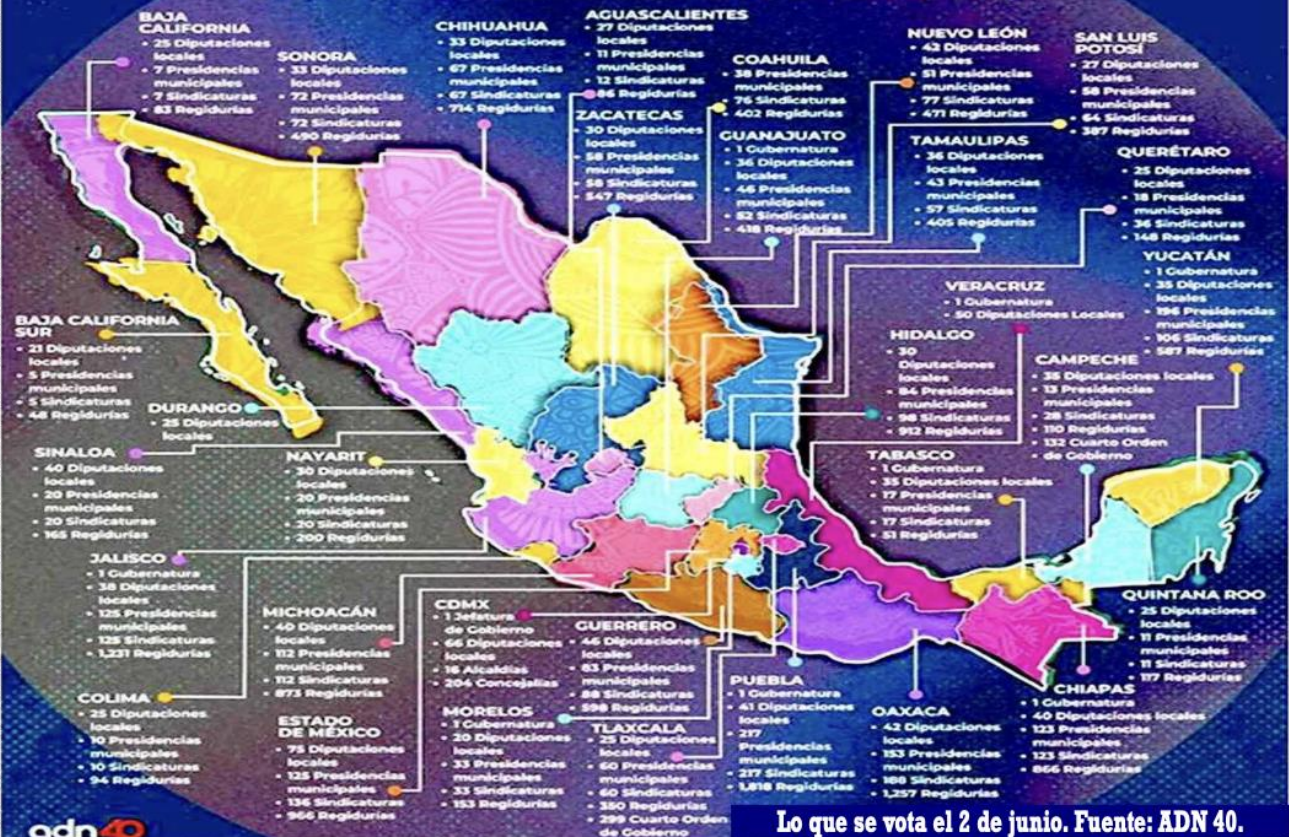 BAJA
CALIFORNIA
• 25 Diputaciones
locales
• 7 Presidencias
municipales
• 7 Sindicaturas
• 83 Regidurías
SONORA
• 33 Diputaciones
locales
• 72 Presidencias
municipales
• 72 Sindicaturas
• 490 Regidurías
CHIHUAHUA
• 33 Diputaciones
locales
• 67 Presidencias
municipales
• 67 Sindicaturas
• 714 Regidurías
AGUASCALIENTES
• 27 Diputaciones
locales
• 11 Presidencias
municipales
• 12 Sindicaturas
86 Regidurías
ZACATECAS
• 30 Diputaciones
locales
• 58 Presidencias
municipales
• 58 Sindicaturas
• 547 Regidurías
COAHUILA
• 38 Presidencias
municipales
• 76 Sindicaturas
• 402 Regidurías
GUANAJUATO
• 1 Gubernatura
• 36 Diputaciones
locales
• 46 Presidencias
municipales
• 52 Sindicaturas
• 418 Regidurías
NUEVO LEÓN
• 42 Diputaciones
locales
• 51 Presidencias
municipales
• 77 Sindicaturas
• 471 Regidurías
SAN LUIS
POTOSÍ
• 27 Diputaciones
locales
• 58 Presidencias
municipales
• 64 Sindicaturas
• 387 Regidurías
TAMAULIPAS
• 36 Diputaciones
locales
• 43 Presidencias
municipales
• 57 Sindicaturas
• 405 Regidurías
QUERÉTARO
• 25 Diputaciones
locales
• 18 Presidencias
municipales
• 36 Sindicaturas
• 148 Regidurías
YUCATÁN
• 1 Gubernatura
• 35 Diputaciones
locales
• 196 Presidencias
municipales
• 106 Sindicaturas
• 587 Regidurías
VERACRUZ
• 1 Gubernatura
• 50 Diputaciones Locales
HIDALGO
• 30
Diputaciones
locales
• 84 Presidencias
municipales
• 98 Sindicaturas
• 912 Regidurías
CAMPECHE
• 35 Diputaciones locales
• 13 Presidencias
municipales
• 28 Sindicaturas
• 110 Regidurías
• 132 Cuarto Orden
de Gobierno
TABASCO
• 1 Gubernatura
• 35 Diputaciones locales
• 17 Presidencias
municipales
• 17 Sindicaturas
• 51 Regidurías
BAJA CALIFORNIA
SUR
• 21 Diputaciones
locales
• 5 Presidencias
municipales
• 5 Sindicaturas
• 48 Regidurías
DURANGO
• 25 Diputaciones
locales
SINALOA
• 40 Diputaciones
locales
• 20 Presidencias
municipales
• 20 Sindicaturas
• 165 Regidurías
NAYARIT
• 30 Diputaciones
locales
• 20 Presidencias
municipales
• 20 Sindicaturas
• 200 Regidurías
JALISCO
• 1 Gubernatura
• 38 Diputaciones
locales
• 125 Presidencias
municipales
• 125 Sindicaturas
• 1,231 Regidurías
COLIMA
• 25 Diputaciones
locales
• 10 Presidencias
municipales
• 10 Sindicaturas
• 94 Regidurías
MICHOACÁN
• 40 Diputaciones
locales
• 112 Presidencias
municipales
• 112 Sindicaturas
• 873 Regidurías
ESTADO
DE MÉXICO
• 75 Diputaciones
locales
• 125 Presidencias
municipales
• 136 Sindicaturas
• 966 Regidurías
CDMX
• 1 Jefatura
de Gobierno
• 66 Diputaciones
locales
• 16 Alcaldías
• 204 Concejalías
MORELOS
• 1 Gubernatura
• 20 Diputaciones
locales
• 33 Presidencias
municipales
• 33 Sindicaturas
• 153 Regidurías
GUERRERO
• 46 Diputaciones
locales
• 83 Presidencias
municipales
• 88 Sindicaturas
• 598 Regidurías
TLAXCALA
• 25 Diputaciones
locales
• 60 Presidencias
municipales
• 60 Sindicaturas
• 350 Regidurías
• 299 Cuarto Orden
de Gobierno
PUEBLA
• 1 Gubernatura
• 41 Diputaciones
locales
• 217
Presidencias
municipales
• 217 Sindicaturas
• 1,818 Regidurías
OAXACA
• 42 Diputaciones
locales
• 153 Presidencias
municipales
• 188 Sindicaturas
• 1,257 Regidurías
QUINTANA ROO
• 25 Diputaciones
locales
• 11 Presidencias
municipales
• 11 Sindicaturas
• 117 Regidurías
CHIAPAS
• 1 Gubernatura
• 40 Diputaciones locales
• 123 Presidencias
municipales
• 123 Sindicaturas
• 866 Regidurías
adn40
Lo que se vota el 2 de junio. Fuente: ADN 40.